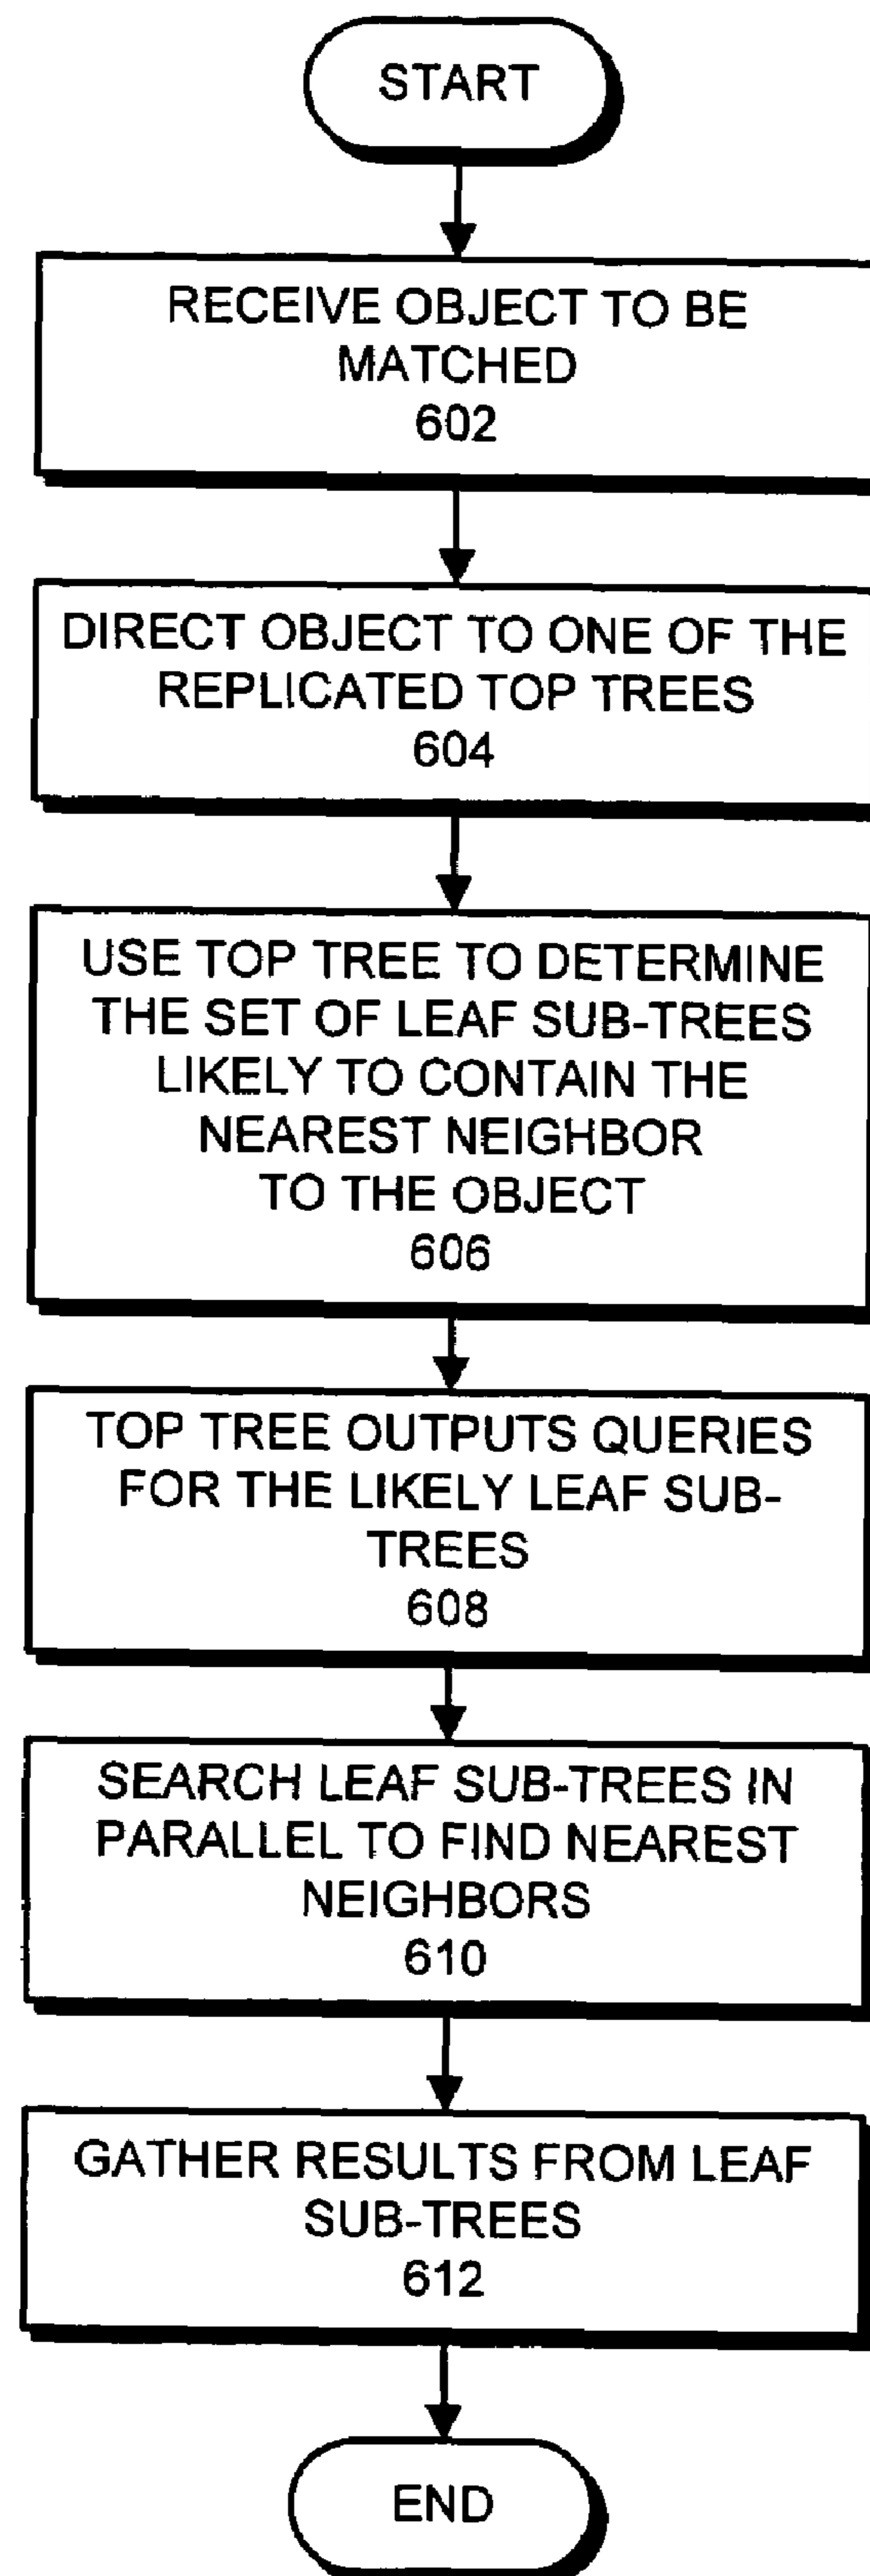 START
RECEIVE OBJECT TO BE
MATCHED
602
DIRECT OBJECT TO ONE OF THE
REPLICATED TOP TREES
604
USE TOP TREE TO DETERMINE
THE SET OF LEAF SUB-TREES
LIKELY TO CONTAIN THE
NEAREST NEIGHBOR
TO THE OBJECT
606
TOP TREE OUTPUTS QUERIES
FOR THE LIKELY LEAF SUB-
TREES
608
SEARCH LEAF SUB-TREES IN
PARALLEL TO FIND NEAREST
NEIGHBORS
610
GATHER RESULTS FROM LEAF
SUB-TREES
612
END